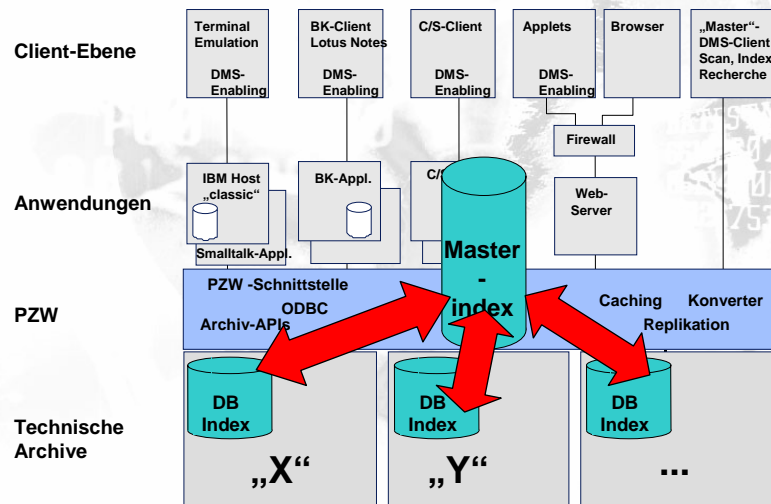 Client-Ebene
Terminal
Emulation
DMS-
Enabling
BK-Client
Lotus Notes
DMS-
Enabling
C/S-Client
DMS-
Enabling
Applets
DMS-
Enabling
Browser
„Master"-
DMS-Client
Scan, Index
Recherche
Firewall
Anwendungen
IBM Host
„classic"
Smalltalk-Appl.
BK-Appl.
C/S
Web-
Server
Master
-
index
PZW
PZW -Schnittstelle
ODBC
Archiv-APIs
Caching
Konverter
Replikation
Technische
Archive
DB
Index
„X"
DB
Index
„Y"
DB
Index
...